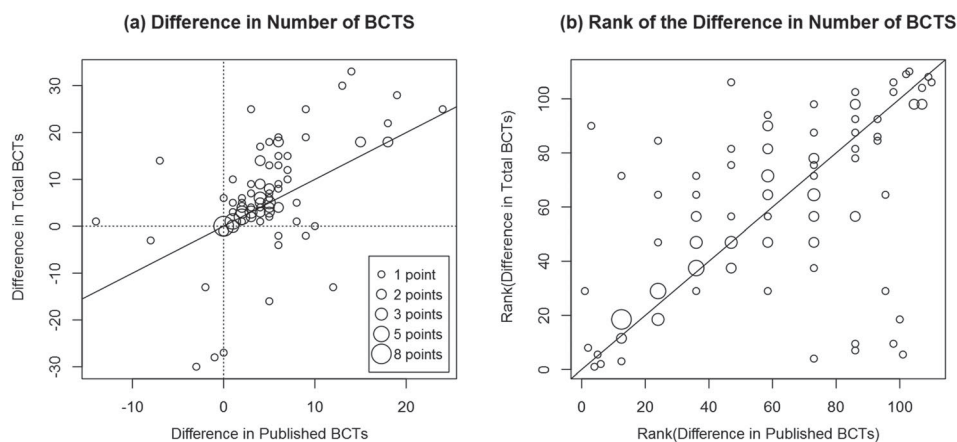 (a) Difference in Number of BCTS
Difference in Total BCTs
30
20
10
0
-10
-20
-30
-10
0
10
20
Difference in Published BCTs
1 point
2 points
3 points
5 points
8 points
(b) Rank of the Difference in Number of BCTS
Rank(Difference in Total BCTs)
100
80
60
40
20
0
0
20
40
60
80
100
Rank(Difference in Published BCTs)